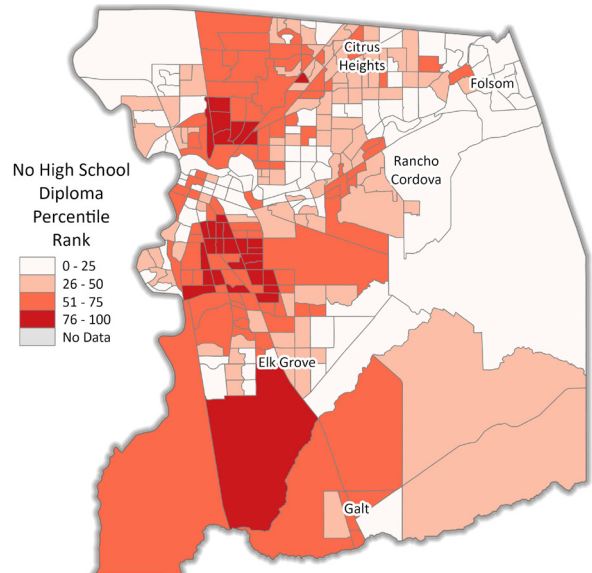 Citrus
Heights
Folsom
Rancho
Cordova
No High School
Diploma
Percentile
Rank
0 - 25
26 - 50
51 - 75
76 - 100
No Data
Elk Grove
Galt